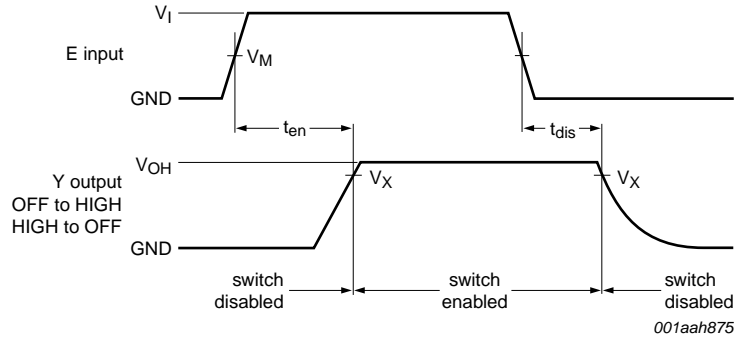 V_I
E input
V_M
GND
t_en
t_dis
V_OH
Y output
OFF to HIGH
HIGH to OFF
V_X
V_X
GND
switch
disabled
switch
enabled
switch
disabled
001aah875